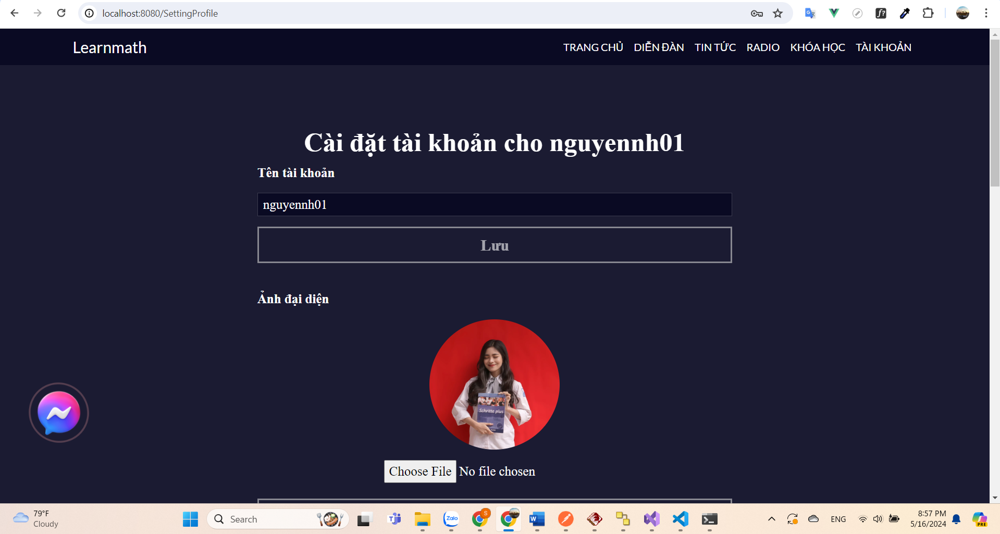 localhost:8080/SettingProfile
Learnmath
TRANG CHỦ DIỄN ĐÀN TIN TỨC RADIO KHÓA HỌC TÀI KHOẢN
Cài đặt tài khoản cho nguyennh01
Tên tài khoản
nguyennh01
Lưu
Ảnh đại diện
Schritte plus
Choose File No file chosen
79°F
Cloudy
Search
Zalo
S
ENG
8:57 PM
5/16/2024
PRE